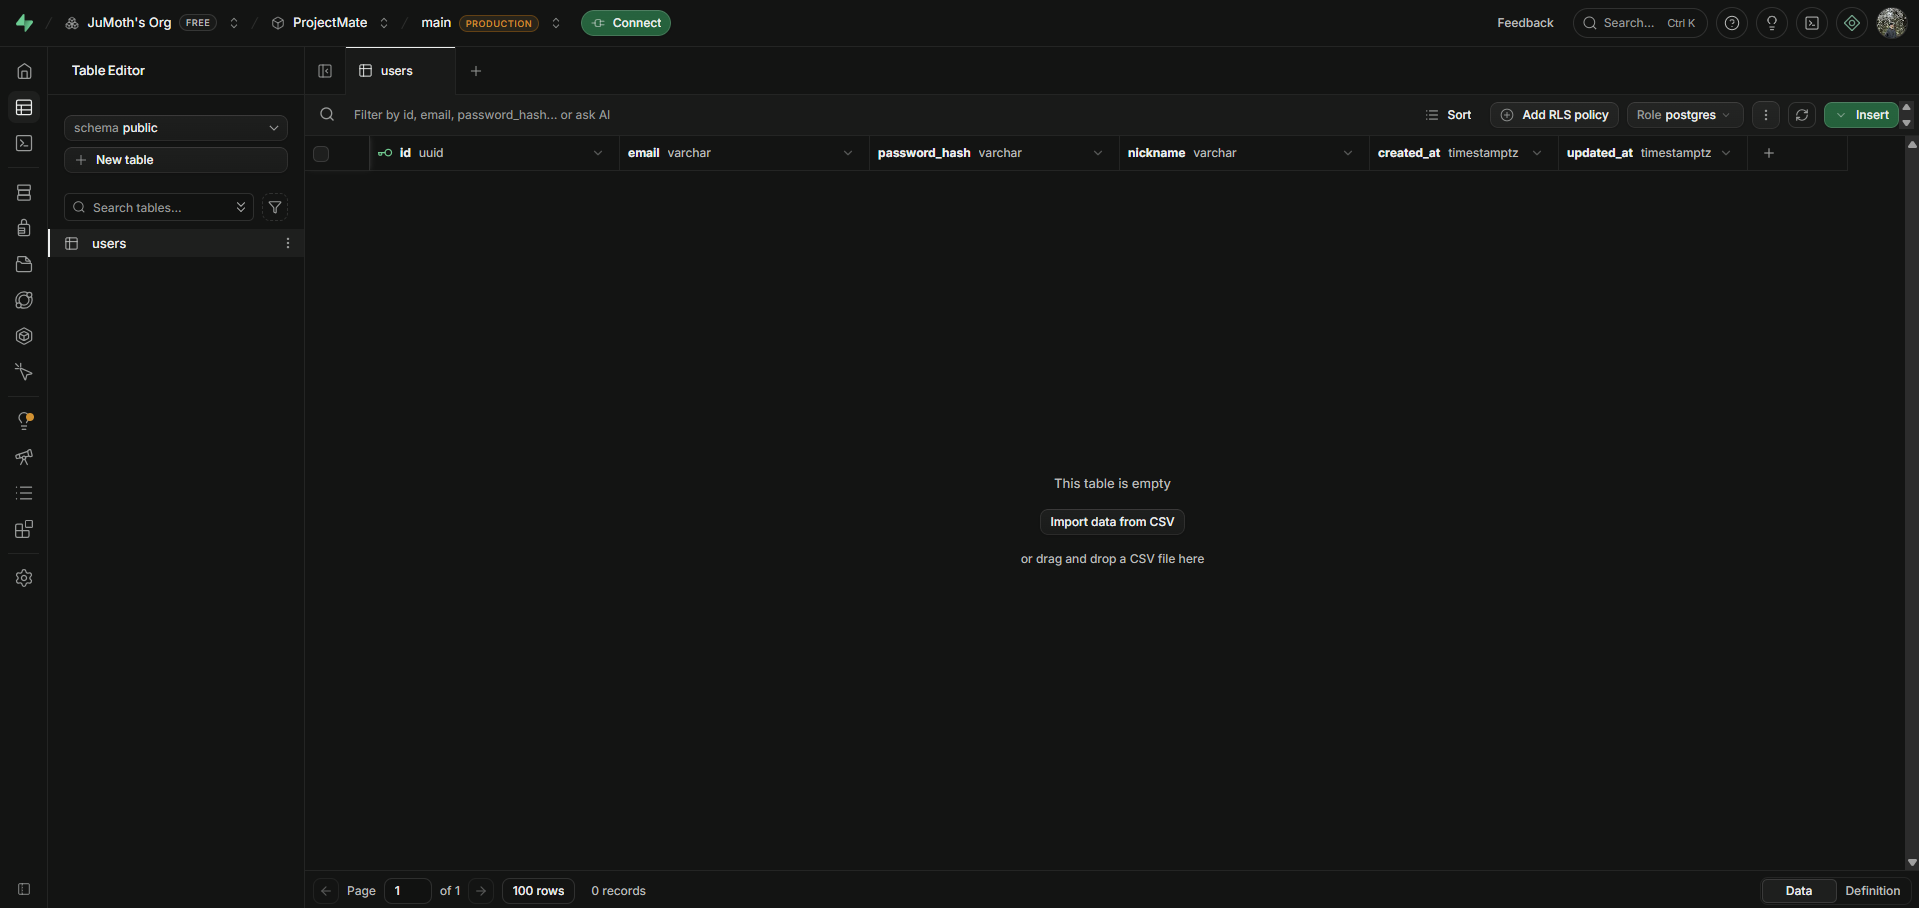 JuMoth's Org FREE ProjectMate main PRODUCTION Connect Feedback Search... Ctrl K
Table Editor
users
schema public
New table
Search tables...
users
Filter by id, email, password_hash... or ask AI
Sort
Add RLS policy
Role postgres
Insert
id uuid email varchar password_hash varchar nickname varchar created_at timestamptz updated_at timestamptz
This table is empty
Import data from CSV
or drag and drop a CSV file here
Page 1 of 1 100 rows 0 records
Data Definition